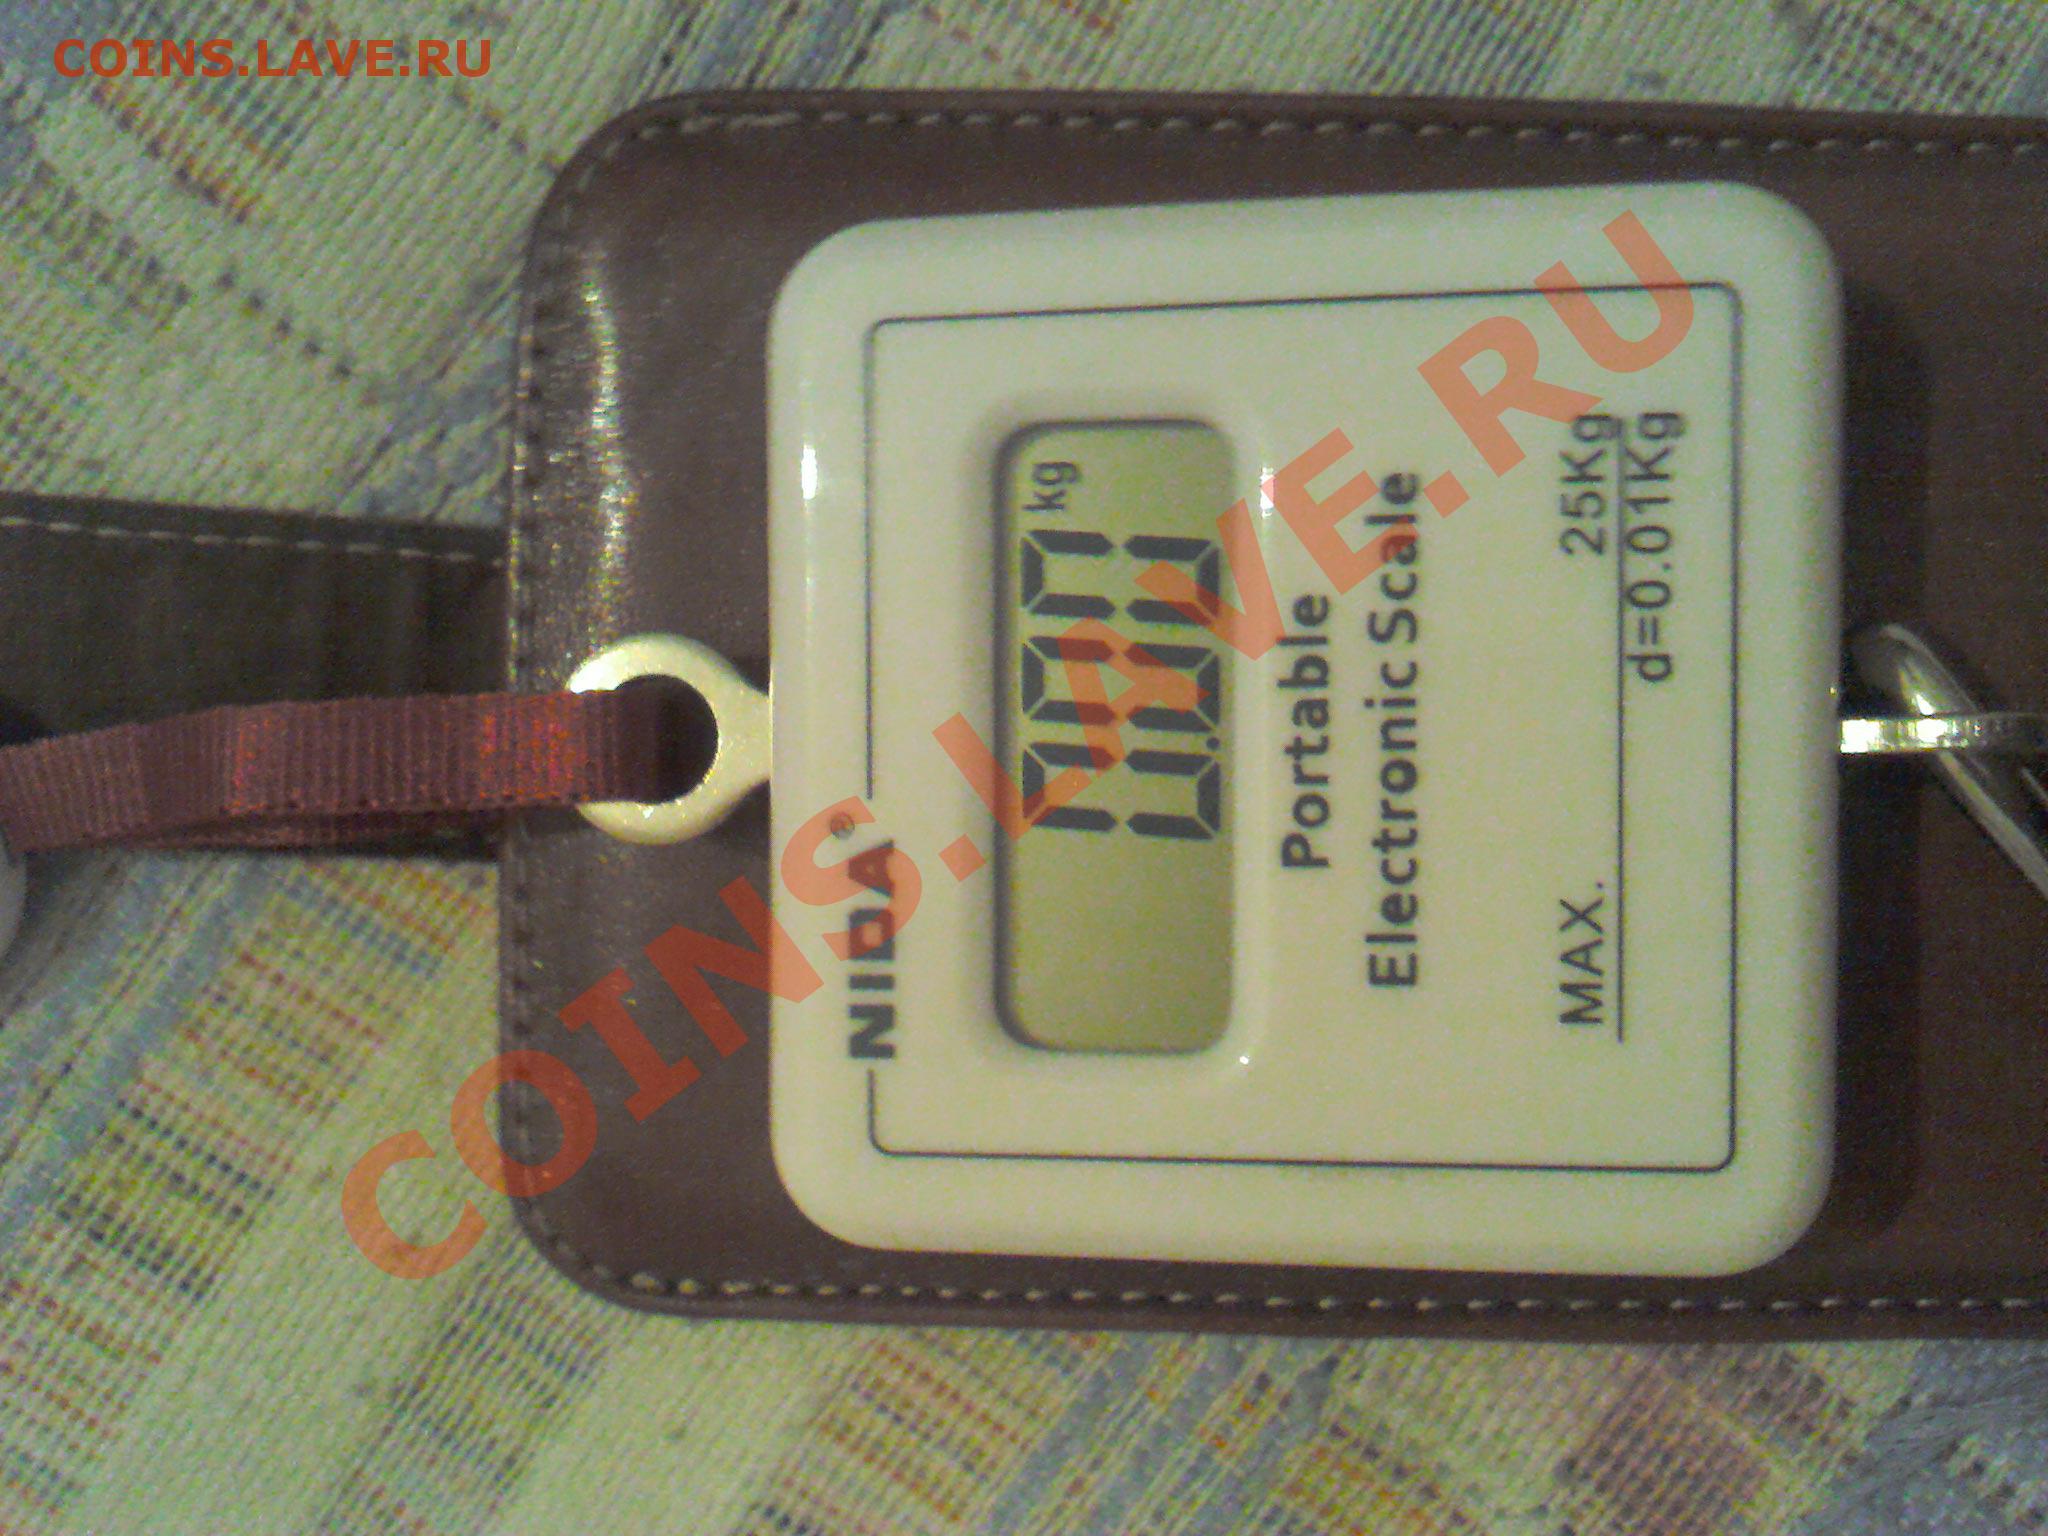 COINS.LAVE.RU
NIDA®
0.00 kg
Portable
Electronic Scale
MAX. 25Kg
d=0.01Kg
COINS.LAVE.RU